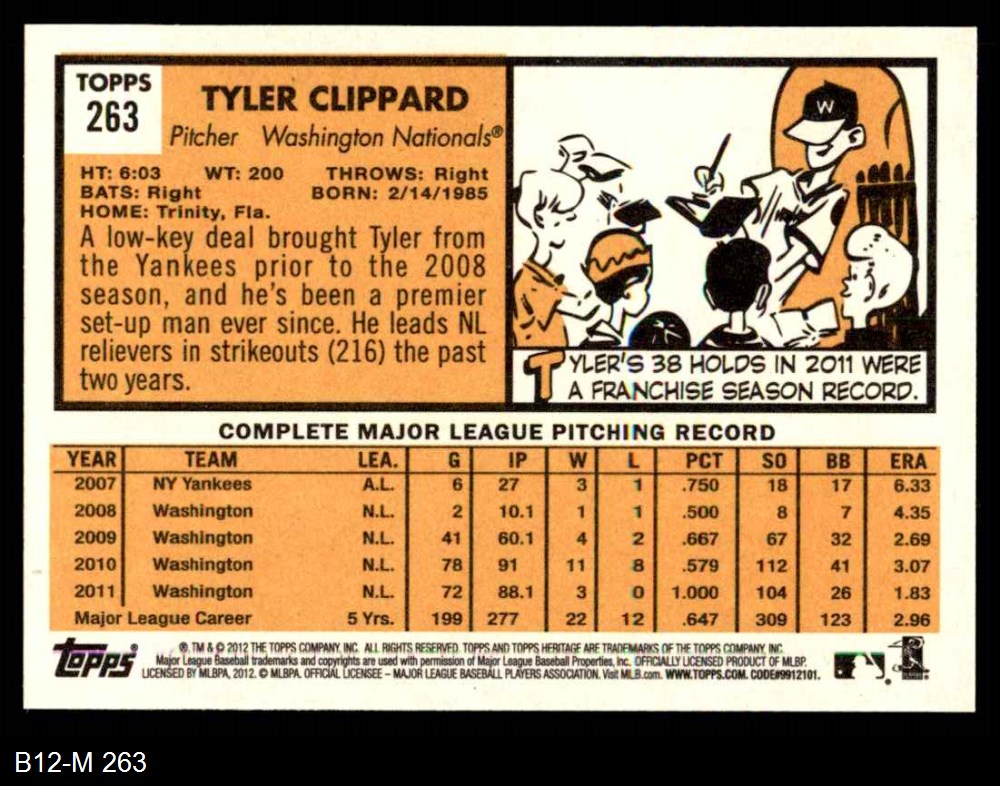 TOPPS
263
TYLER CLIPPARD
Pitcher Washington Nationals®
HT: 6:03 WT: 200 THROWS: Right
BATS: Right BORN: 2/14/1985
HOME: Trinity, Fla.
A low-key deal brought Tyler from
the Yankees prior to the 2008
season, and he's been a premier
set-up man ever since. He leads NL
relievers in strikeouts (216) the past
two years.
W
TYLER'S 38 HOLDS IN 2011 WERE
A FRANCHISE SEASON RECORD.
COMPLETE MAJOR LEAGUE PITCHING RECORD
YEAR TEAM LEA. G IP W L PCT SO BB ERA
2007 NY Yankees A.L. 6 27 3 1 .750 18 17 6.33
2008 Washington N.L. 2 10.1 1 1 .500 8 7 4.35
2009 Washington N.L. 41 60.1 4 2 .667 67 32 2.69
2010 Washington N.L. 78 91 11 8 .579 112 41 3.07
2011 Washington N.L. 72 88.1 3 0 1.000 104 26 1.83
Major League Career 5 Yrs. 199 277 22 12 .647 309 123 2.96
Topps
®, TM & © 2012 THE TOPPS COMPANY, INC. ALL RIGHTS RESERVED. TOPPS AND TOPPS HERITAGE ARE TRADEMARKS OF THE TOPPS COMPANY, INC.
Major League Baseball trademarks and copyrights are used with permission of Major League Baseball Properties, Inc. OFFICIALLY LICENSED PRODUCT OF MLBP.
LICENSED BY MLBPA, 2012. © MLBPA. OFFICIAL LICENSEE – MAJOR LEAGUE BASEBALL PLAYERS ASSOCIATION. Visit MLB.com. WWW.TOPPS.COM. CODE#9912101.
B12-M 263